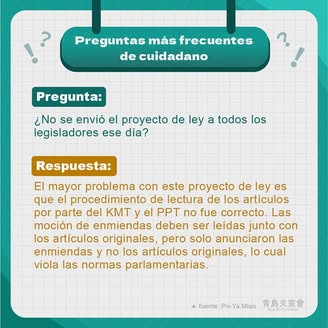 Preguntas más frecuentes
de cuidadano
Pregunta:
¿No se envió el proyecto de ley a todos los
legisladores ese día?
Respuesta:
El mayor problema con este proyecto de ley es
que el procedimiento de lectura de los artículos
por parte del KMT y el PPT no fue correcto. Las
moción de enmiendas deben ser leídas junto con
los artículos originales, pero solo anunciaron las
enmiendas y no los artículos originales, lo cual
viola las normas parlamentarias.
fuente :Po-Ya Miao
青島文宣會